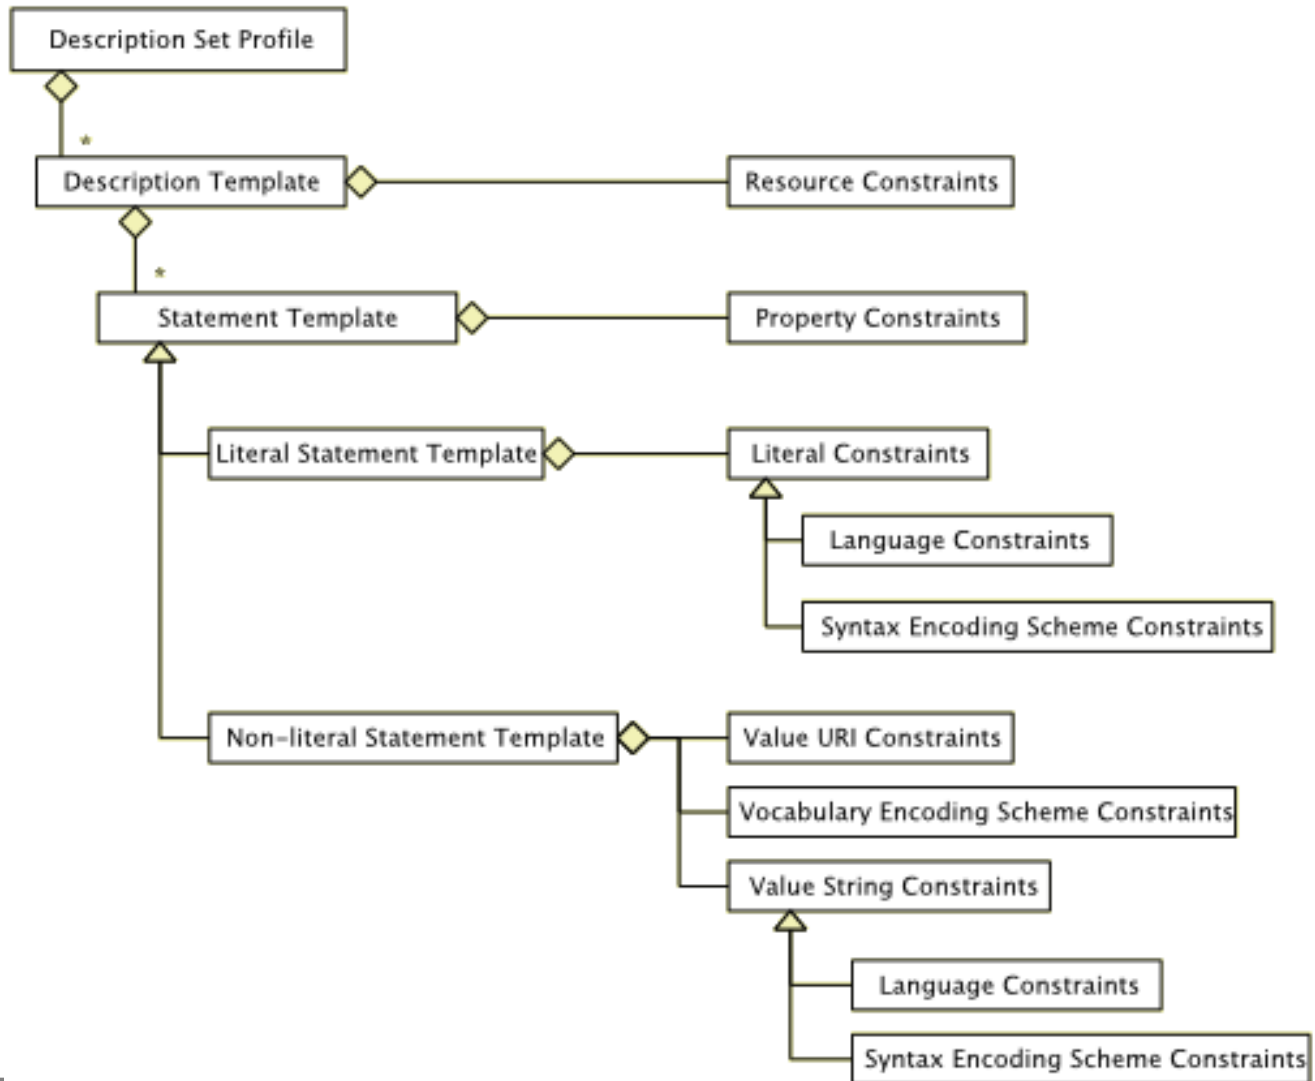 Description Set Profile
*
Description Template
Resource Constraints
*
Statement Template
Property Constraints
Literal Statement Template
Literal Constraints
Language Constraints
Syntax Encoding Scheme Constraints
Non-literal Statement Template
Value URI Constraints
Vocabulary Encoding Scheme Constraints
Value String Constraints
Language Constraints
Syntax Encoding Scheme Constraints